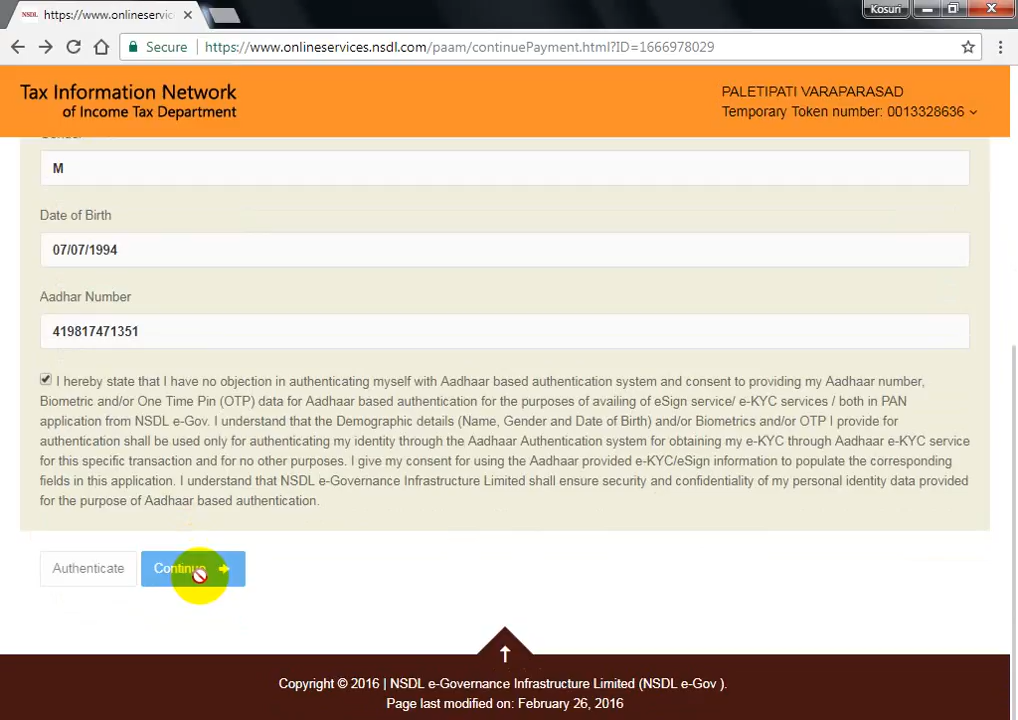 NSDL https://www.onlineservic
Kosuri
Secure https://www.onlineservices.nsdl.com/paam/continuePayment.html?ID=1666978029
Tax Information Network
of Income Tax Department
PALETIPATI VARAPARASAD
Temporary Token number: 0013328636
Gender
M
Date of Birth
07/07/1994
Aadhar Number
419817471351
I hereby state that I have no objection in authenticating myself with Aadhaar based authentication system and consent to providing my Aadhaar number,
Biometric and/or One Time Pin (OTP) data for Aadhaar based authentication for the purposes of availing of eSign service/ e-KYC services / both in PAN
application from NSDL e-Gov. I understand that the Demographic details (Name, Gender and Date of Birth) and/or Biometrics and/or OTP I provide for
authentication shall be used only for authenticating my identity through the Aadhaar Authentication system for obtaining my e-KYC through Aadhaar e-KYC service
for this specific transaction and for no other purposes. I give my consent for using the Aadhaar provided e-KYC/eSign information to populate the corresponding
fields in this application. I understand that NSDL e-Governance Infrastructure Limited shall ensure security and confidentiality of my personal identity data provided
for the purpose of Aadhaar based authentication.
Authenticate
Continue
Copyright © 2016 | NSDL e-Governance Infrastructure Limited (NSDL e-Gov ).
Page last modified on: February 26, 2016